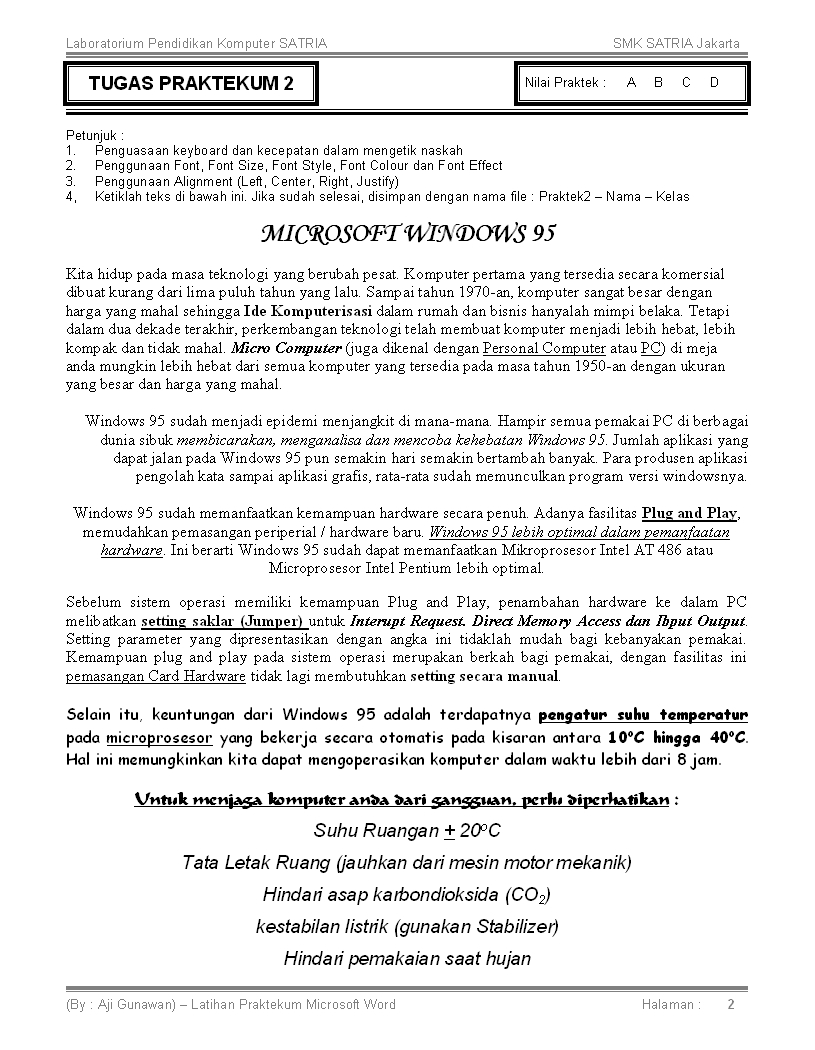 Laboratorium Pendidikan Komputer SATRIA SMK SATRIA Jakarta
TUGAS PRAKTEKUM 2
Nilai Praktek : A B C D
Petunjuk :
1. Penguasaan keyboard dan kecepatan dalam mengetik naskah
2. Penggunaan Font, Font Size, Font Style, Font Colour dan Font Effect
3. Penggunaan Alignment (Left, Center, Right, Justify)
4, Ketiklah teks di bawah ini. Jika sudah selesai, disimpan dengan nama file : Praktek2 – Nama – Kelas
MICROSOFT WINDOWS 95
Kita hidup pada masa teknologi yang berubah pesat. Komputer pertama yang tersedia secara komersial
dibuat kurang dari lima puluh tahun yang lalu. Sampai tahun 1970-an, komputer sangat besar dengan
harga yang mahal sehingga Ide Komputerisasi dalam rumah dan bisnis hanyalah mimpi belaka. Tetapi
dalam dua dekade terakhir, perkembangan teknologi telah membuat komputer menjadi lebih hebat, lebih
kompak dan tidak mahal. Micro Computer (juga dikenal dengan Personal Computer atau PC) di meja
anda mungkin lebih hebat dari semua komputer yang tersedia pada masa tahun 1950-an dengan ukuran
yang besar dan harga yang mahal.
Windows 95 sudah menjadi epidemi menjangkit di mana-mana. Hampir semua pemakai PC di berbagai
dunia sibuk membicarakan, menganalisa dan mencoba kehebatan Windows 95. Jumlah aplikasi yang
dapat jalan pada Windows 95 pun semakin hari semakin bertambah banyak. Para produsen aplikasi
pengolah kata sampai aplikasi grafis, rata-rata sudah memunculkan program versi windowsnya.
Windows 95 sudah memanfaatkan kemampuan hardware secara penuh. Adanya fasilitas Plug and Play,
memudahkan pemasangan periperial / hardware baru. Windows 95 lebih optimal dalam pemanfaatan
hardware. Ini berarti Windows 95 sudah dapat memanfaatkan Mikroprosesor Intel AT 486 atau
Microprosesor Intel Pentium lebih optimal.
Sebelum sistem operasi memiliki kemampuan Plug and Play, penambahan hardware ke dalam PC
melibatkan setting saklar (Jumper) untuk Interupt Request. Direct Memory Access dan Ibput Output.
Setting parameter yang dipresentasikan dengan angka ini tidaklah mudah bagi kebanyakan pemakai.
Kemampuan plug and play pada sistem operasi merupakan berkah bagi pemakai, dengan fasilitas ini
pemasangan Card Hardware tidak lagi membutuhkan setting secara manual.
Selain itu, keuntungan dari Windows 95 adalah terdapatnya pengatur suhu temperatur
pada microprosesor yang bekerja secara otomatis pada kisaran antara 10°C hingga 40°C.
Hal ini memungkinkan kita dapat mengoperasikan komputer dalam waktu lebih dari 8 jam.
Untuk menjaga komputer anda dari gangguan, perlu diperhatikan :
Suhu Ruangan ± 20°C
Tata Letak Ruang (jauhkan dari mesin motor mekanik)
Hindari asap karbondioksida (CO₂)
kestabilan listrik (gunakan Stabilizer)
Hindari pemakaian saat hujan
(By : Aji Gunawan) – Latihan Praktekum Microsoft Word Halaman : 2